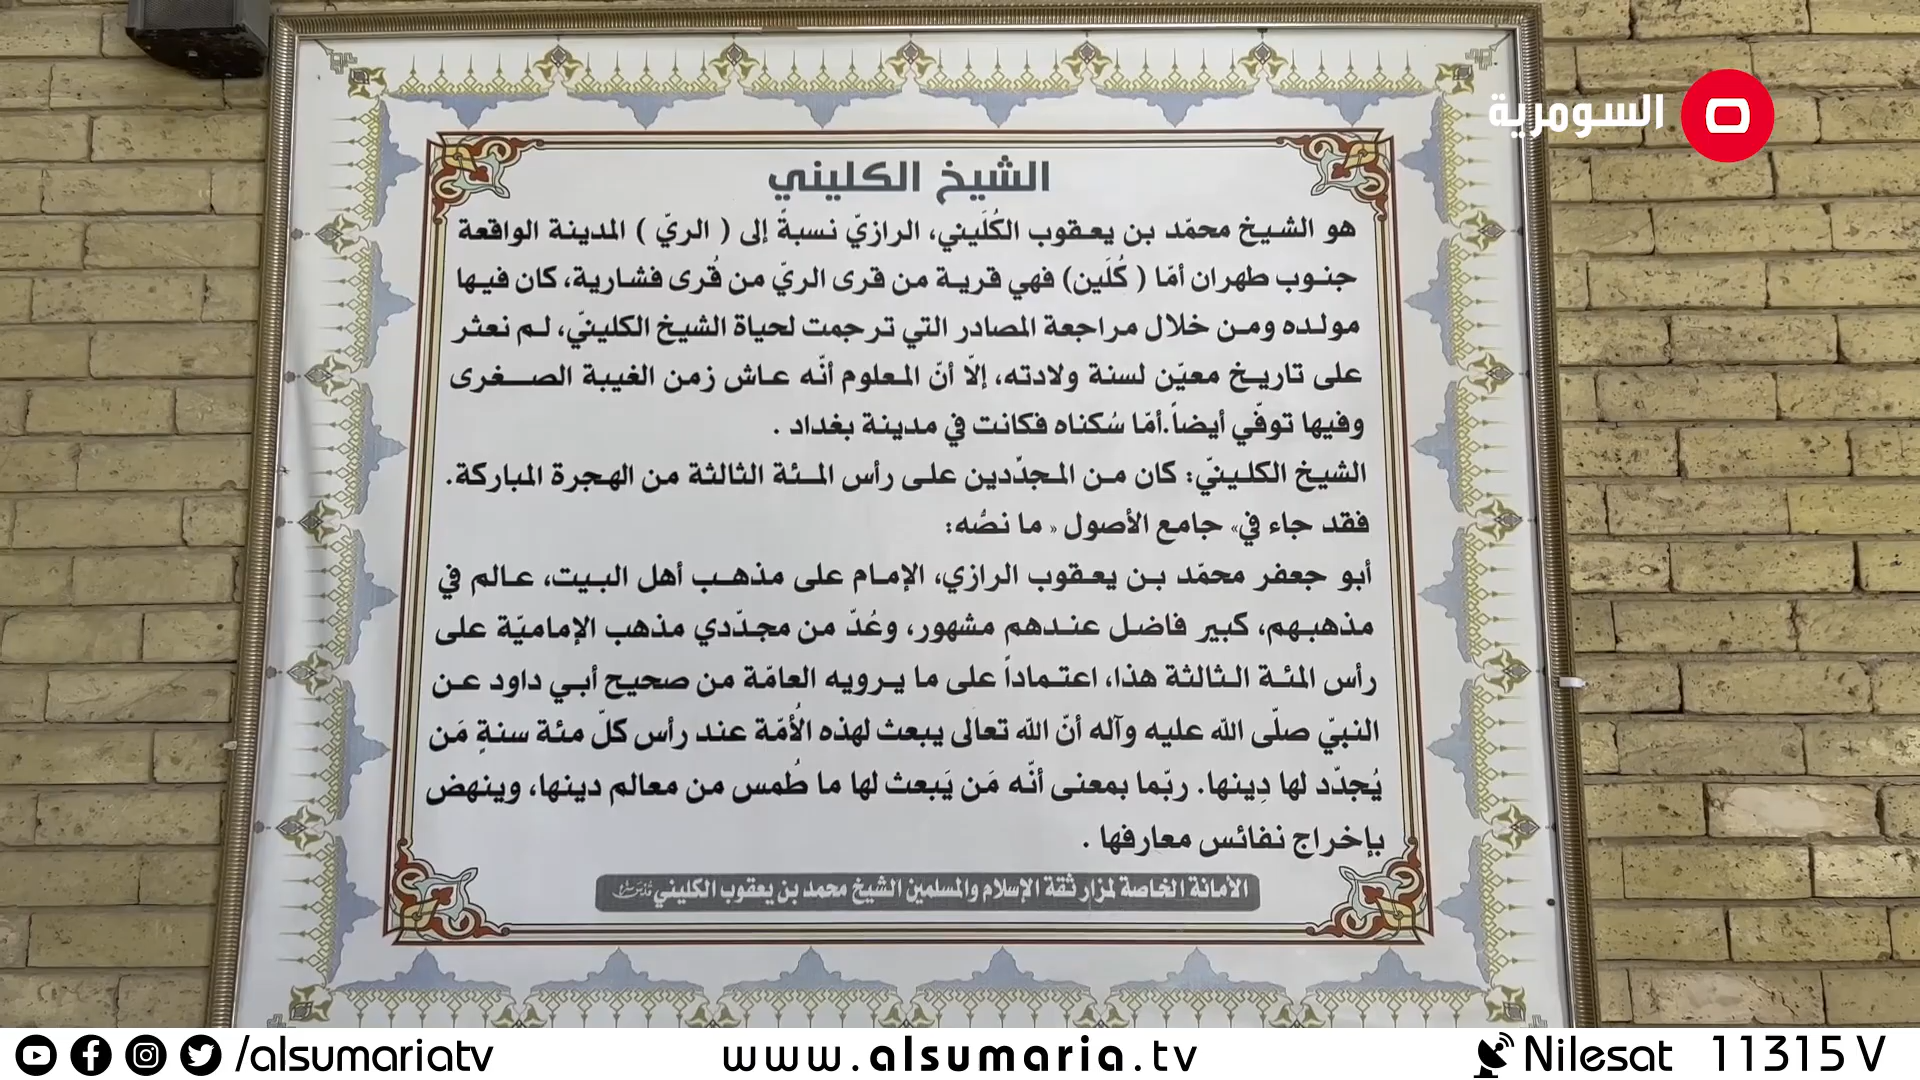 السومرية
الشيخ الكليني
هو الشيخ محمّد بن يعقوب الكُلَيني، الرازيّ نسبةً إلى ( الريّ ) المدينة الواقعة
جنوب طهران أمّا ( كُلَين) فهي قرية من قرى الريّ من قُرى فشارية، كان فيها
مولده ومن خلال مراجعة المصادر التي ترجمت لحياة الشيخ الكلينيّ، لم نعثر
على تاريخ معيّن لسنة ولادته، إلّا أنّ المعلوم أنّه عاش زمن الغيبة الصغرى
وفيها توفّي أيضاً.أمّا سُكناه فكانت في مدينة بغداد .
الشيخ الكلينيّ: كان من المجدّدين على رأس المئة الثالثة من الهجرة المباركة.
فقد جاء في» جامع الأصول « ما نصُّه:
أبو جعفر محمّد بن يعقوب الرازي، الإمام على مذهب أهل البيت، عالم في
مذهبهم، كبير فاضل عندهم مشهور، وعُدّ من مجدّدي مذهب الإماميّة على
رأس المئة الثالثة هذا، اعتماداً على ما يرويه العامّة من صحيح أبي داود عن
النبيّ صلّى الله عليه وآله أنّ الله تعالى يبعث لهذه الأُمّة عند رأس كلّ مئة سنةٍ مَن
يُجدّد لها دِينها. ربّما بمعنى أنّه مَن يَبعث لها ما طُمس من معالم دينها، وينهض
بإخراج نفائس معارفها .
الأمانة الخاصة لمزار ثقة الإسلام والمسلمين الشيخ محمد بن يعقوب الكليني
/alsumariatv
www.alsumaria.tv
Nilesat 11315 V